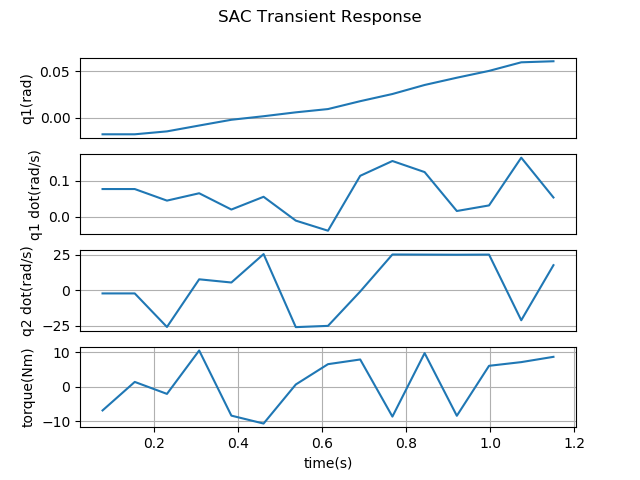 SAC Transient Response
q1(rad)
0.05
0.00
q1 dot(rad/s)
0.1
0.0
q2 dot(rad/s)
25
0
−25
torque(Nm)
10
0
−10
0.2 0.4 0.6 0.8 1.0 1.2
time(s)